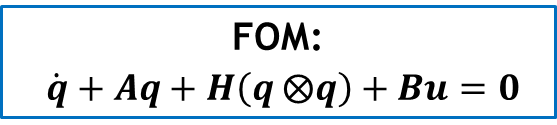 FOM:
q̇ + Aq + H(q ⊗q) + Bu = 0